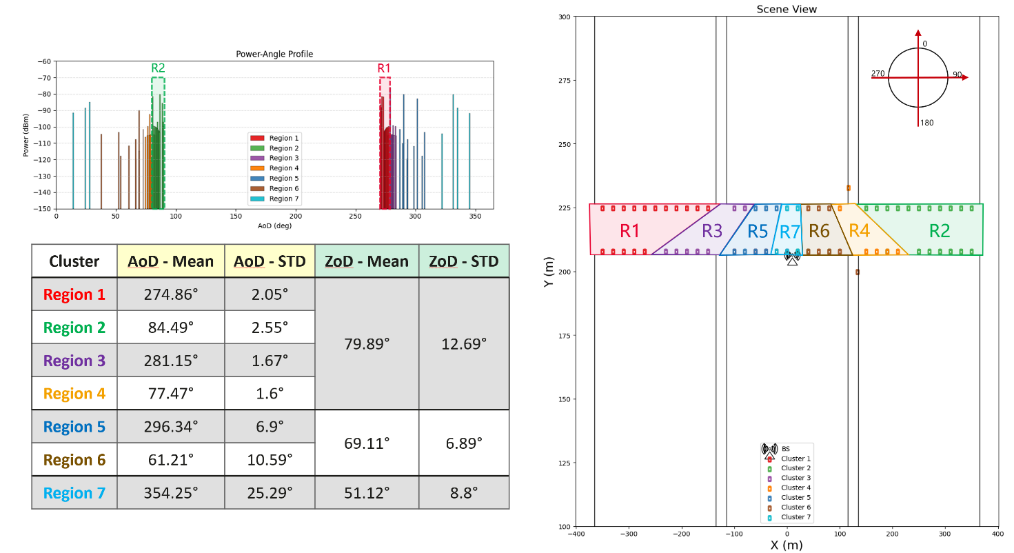 Power-Angle Profile
R2
R1
−60
−70
−80
−90
−100
−110
−120
−130
−140
−150
Power (dBm)
Region 1
Region 2
Region 3
Region 4
Region 5
Region 6
Region 7
0 50 100 150 200 250 300 350
AoD (deg)
Cluster AoD - Mean AoD - STD ZoD - Mean ZoD - STD
Region 1 274.86° 2.05°
Region 2 84.49° 2.55°
79.89° 12.69°
Region 3 281.15° 1.67°
Region 4 77.47° 1.6°
Region 5 296.34° 6.9°
69.11° 6.89°
Region 6 61.21° 10.59°
Region 7 354.25° 25.29° 51.12° 8.8°
Scene View
300
275
250
225
200
175
150
125
100
Y (m)
0
270 90
180
R1 R3 R5 R7 R6 R4 R2
BS
Cluster 1
Cluster 2
Cluster 3
Cluster 4
Cluster 5
Cluster 6
Cluster 7
−400 −300 −200 −100 0 100 200 300 400
X (m)